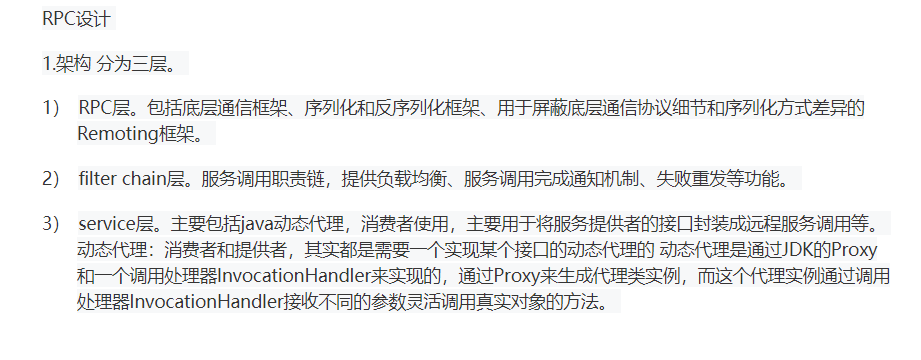 RPC设计
1.架构 分为三层。
1） RPC层。包括底层通信框架、序列化和反序列化框架、用于屏蔽底层通信协议细节和序列化方式差异的
Remoting框架。
2） filter chain层。服务调用职责链，提供负载均衡、服务调用完成通知机制、失败重发等功能。
3） service层。主要包括java动态代理，消费者使用，主要用于将服务提供者的接口封装成远程服务调用等。
动态代理：消费者和提供者，其实都是需要一个实现某个接口的动态代理的 动态代理是通过JDK的Proxy
和一个调用处理器InvocationHandler来实现的，通过Proxy来生成代理类实例，而这个代理实例通过调用
处理器InvocationHandler接收不同的参数灵活调用真实对象的方法。